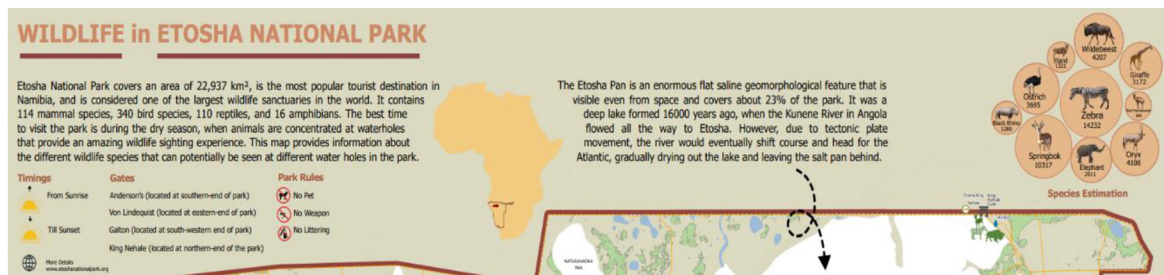 WILDLIFE in ETOSHA NATIONAL PARK
Etosha National Park covers an area of 22,937 km², is the most popular tourist destination in
Namibia, and is considered one of the largest wildlife sanctuaries in the world. It contains
114 mammal species, 340 bird species, 110 reptiles, and 16 amphibians. The best time
to visit the park is during the dry season, when animals are concentrated at waterholes
that provide an amazing wildlife sighting experience. This map provides information about
the different wildlife species that can potentially be seen at different water holes in the park.
Timings
From Sunrise
Till Sunset
More Details
www.etoshanationalpark.org
Gates
Anderson's (located at southern-end of park)
Von Lindequist (located at eastern-end of park)
Galton (located at south-western end of park)
King Nehale (located at northern-end of the park)
Park Rules
No Pet
No Weapon
No Littering
The Etosha Pan is an enormous flat saline geomorphological feature that is
visible even from space and covers about 23% of the park. It was a
deep lake formed 16000 years ago, when the Kunene River in Angola
flowed all the way to Etosha. However, due to tectonic plate
movement, the river would eventually shift course and head for the
Atlantic, gradually drying out the lake and leaving the salt pan behind.
Wildebeest
4207
Eland
Giraffe
3172
Ostrich
3695
Zebra
14232
Black Rhino
Springbok
10317
Elephant
2911
Oryx
4108
Species Estimation